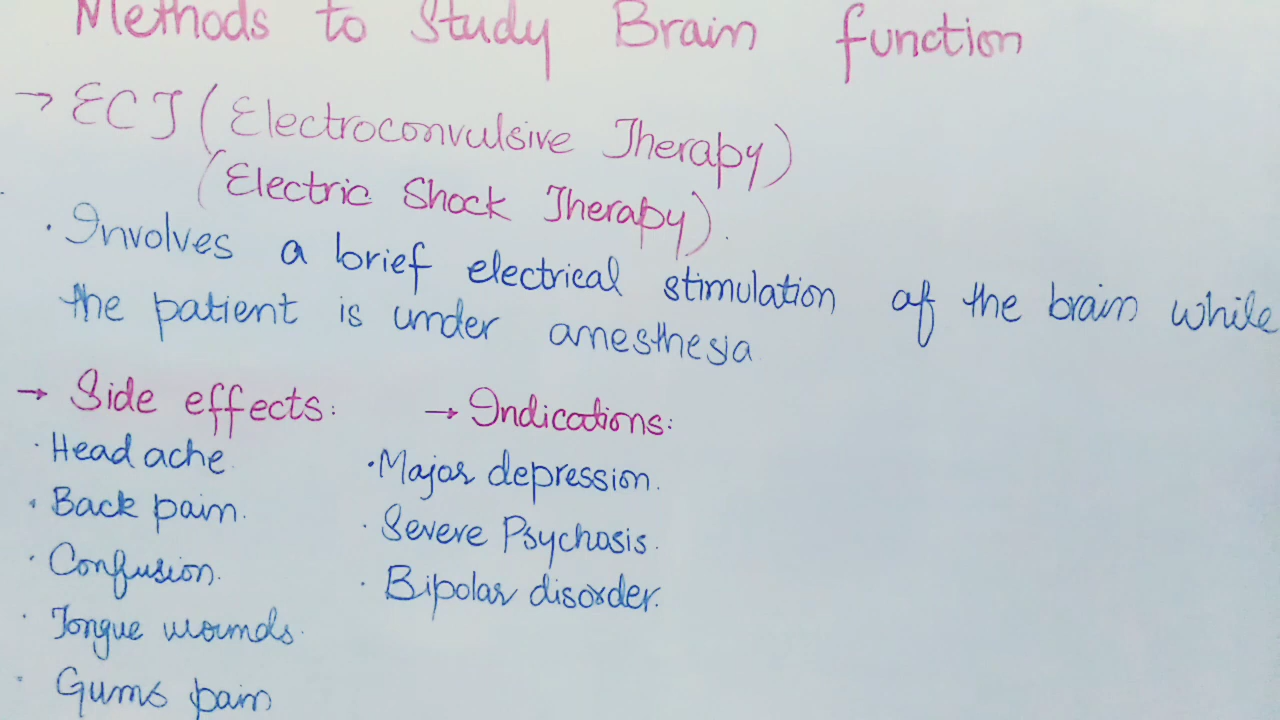 Methods to Study Brain function
→ ECT (Electroconvulsive Therapy)
(Electric Shock Therapy).
· Involves a brief electrical stimulation of the brain while
the patient is under anesthesia
→ Side effects:
· Head ache
· Back pain.
· Confusion.
· Tongue wounds.
· Gums pain
→ Indications:
· Major depression.
· Severe Psychosis.
· Bipolar disorder.